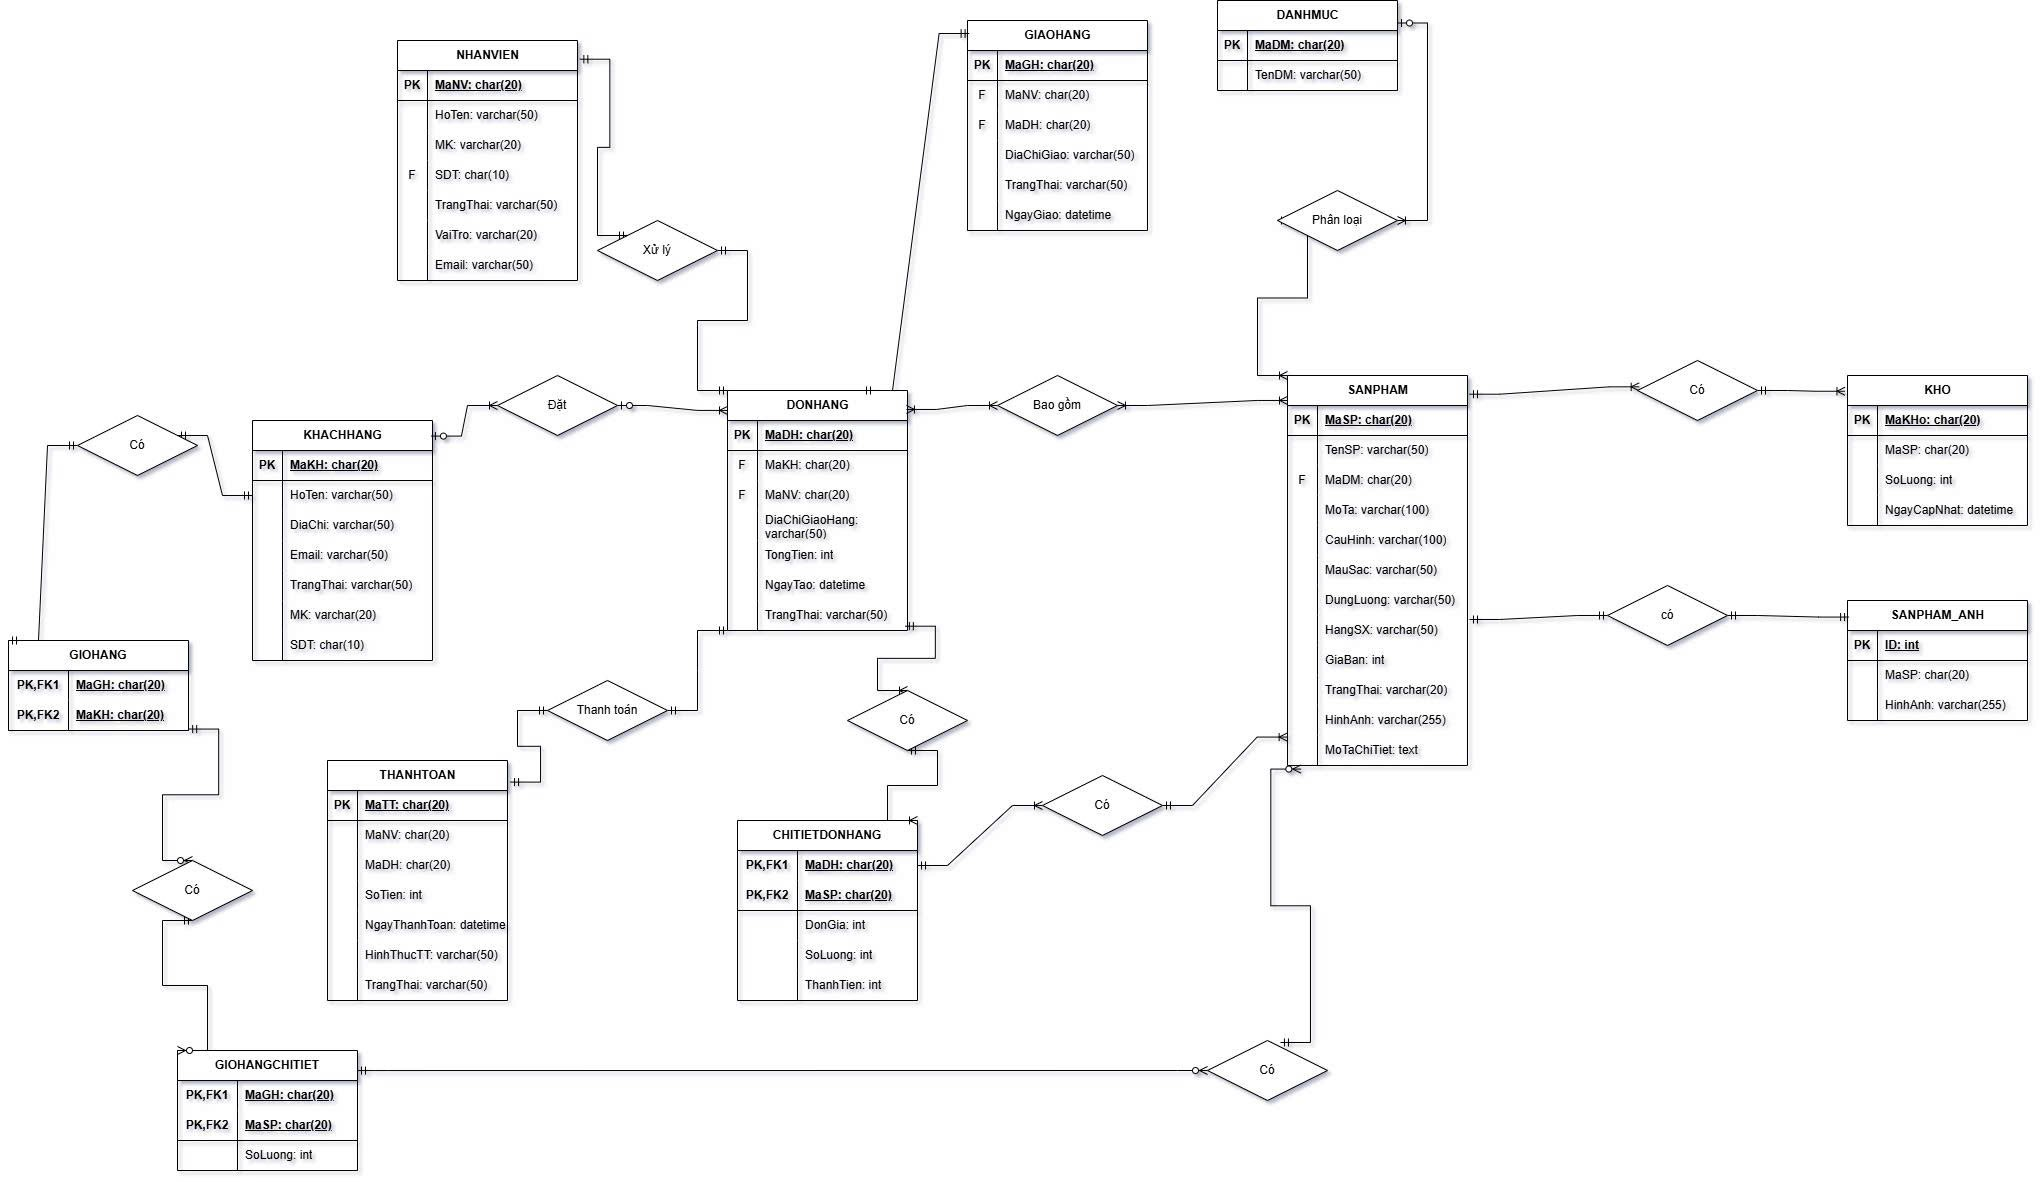 NHANVIEN
PK MaNV: char(20)
HoTen: varchar(50)
MK: varchar(20)
F SDT: char(10)
TrangThai: varchar(50)
VaiTro: varchar(20)
Email: varchar(50)
GIAOHANG
PK MaGH: char(20)
F MaNV: char(20)
F MaDH: char(20)
DiaChiGiao: varchar(50)
TrangThai: varchar(50)
NgayGiao: datetime
DANHMUC
PK MaDM: char(20)
TenDM: varchar(50)
Xử lý
Phân loại
Có
KHACHHANG
PK MaKH: char(20)
HoTen: varchar(50)
DiaChi: varchar(50)
Email: varchar(50)
TrangThai: varchar(50)
MK: varchar(20)
SDT: char(10)
Đặt
DONHANG
PK MaDH: char(20)
F MaKH: char(20)
F MaNV: char(20)
DiaChiGiaoHang:
varchar(50)
TongTien: int
NgayTao: datetime
TrangThai: varchar(50)
Bao gồm
SANPHAM
PK MaSP: char(20)
TenSP: varchar(50)
F MaDM: char(20)
MoTa: varchar(100)
CauHinh: varchar(100)
MauSac: varchar(50)
DungLuong: varchar(50)
HangSX: varchar(50)
GiaBan: int
TrangThai: varchar(20)
HinhAnh: varchar(255)
MoTaChiTiet: text
Có
KHO
PK MaKHo: char(20)
MaSP: char(20)
SoLuong: int
NgayCapNhat: datetime
có
SANPHAM_ANH
PK ID: int
MaSP: char(20)
HinhAnh: varchar(255)
GIOHANG
PK,FK1 MaGH: char(20)
PK,FK2 MaKH: char(20)
Thanh toán
Có
THANHTOAN
PK MaTT: char(20)
MaNV: char(20)
MaDH: char(20)
SoTien: int
NgayThanhToan: datetime
HinhThucTT: varchar(50)
TrangThai: varchar(50)
CHITIETDONHANG
PK,FK1 MaDH: char(20)
PK,FK2 MaSP: char(20)
DonGia: int
SoLuong: int
ThanhTien: int
Có
Có
GIOHANGCHITIET
PK,FK1 MaGH: char(20)
PK,FK2 MaSP: char(20)
SoLuong: int
Có